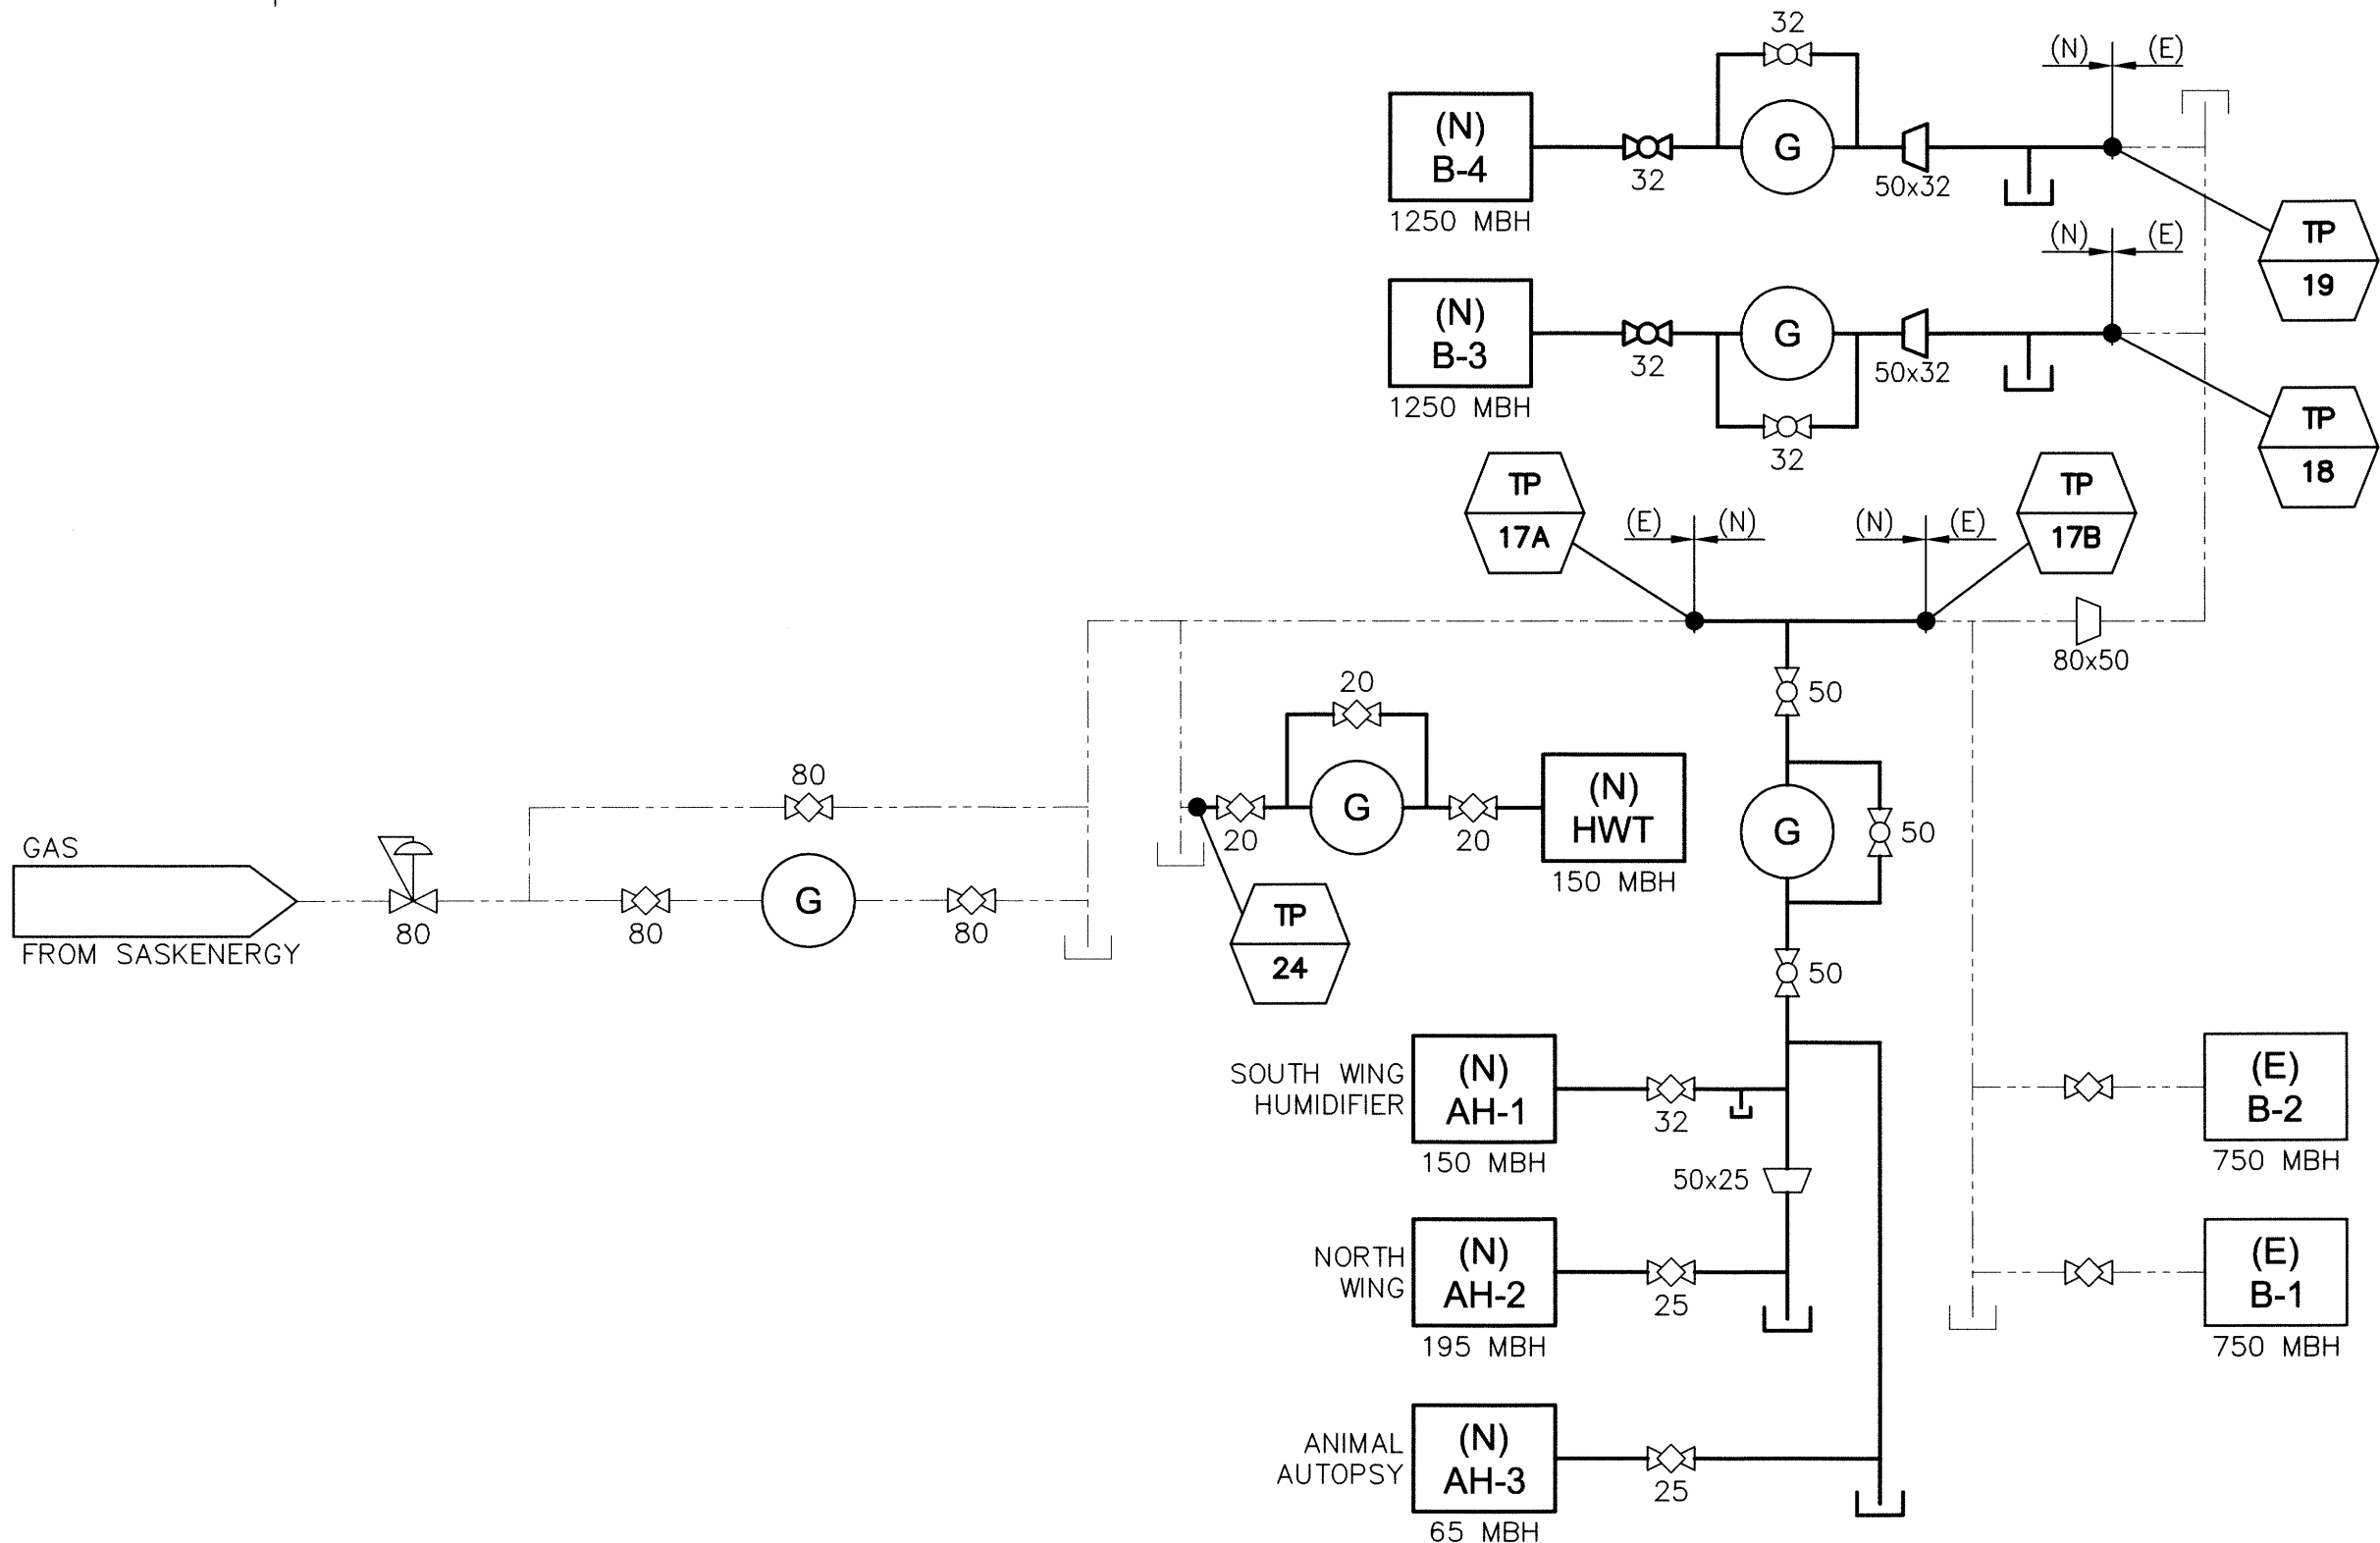 32
(N) (E)
(N)
B-4
G
32
50x32
1250 MBH
TP
19
(N) (E)
(N)
B-3
G
32
50x32
1250 MBH
32
TP
18
TP
17A
(E) (N)
(N) (E)
TP
17B
80x50
50
20
(N)
HWT
G
20
20
150 MBH
G
50
80
GAS
FROM SASKENERGY
80
80
G
80
TP
24
50
SOUTH WING
HUMIDIFIER
(N)
AH-1
32
150 MBH
50x25
(E)
B-2
750 MBH
NORTH
WING
(N)
AH-2
25
195 MBH
(E)
B-1
750 MBH
ANIMAL
AUTOPSY
(N)
AH-3
25
65 MBH